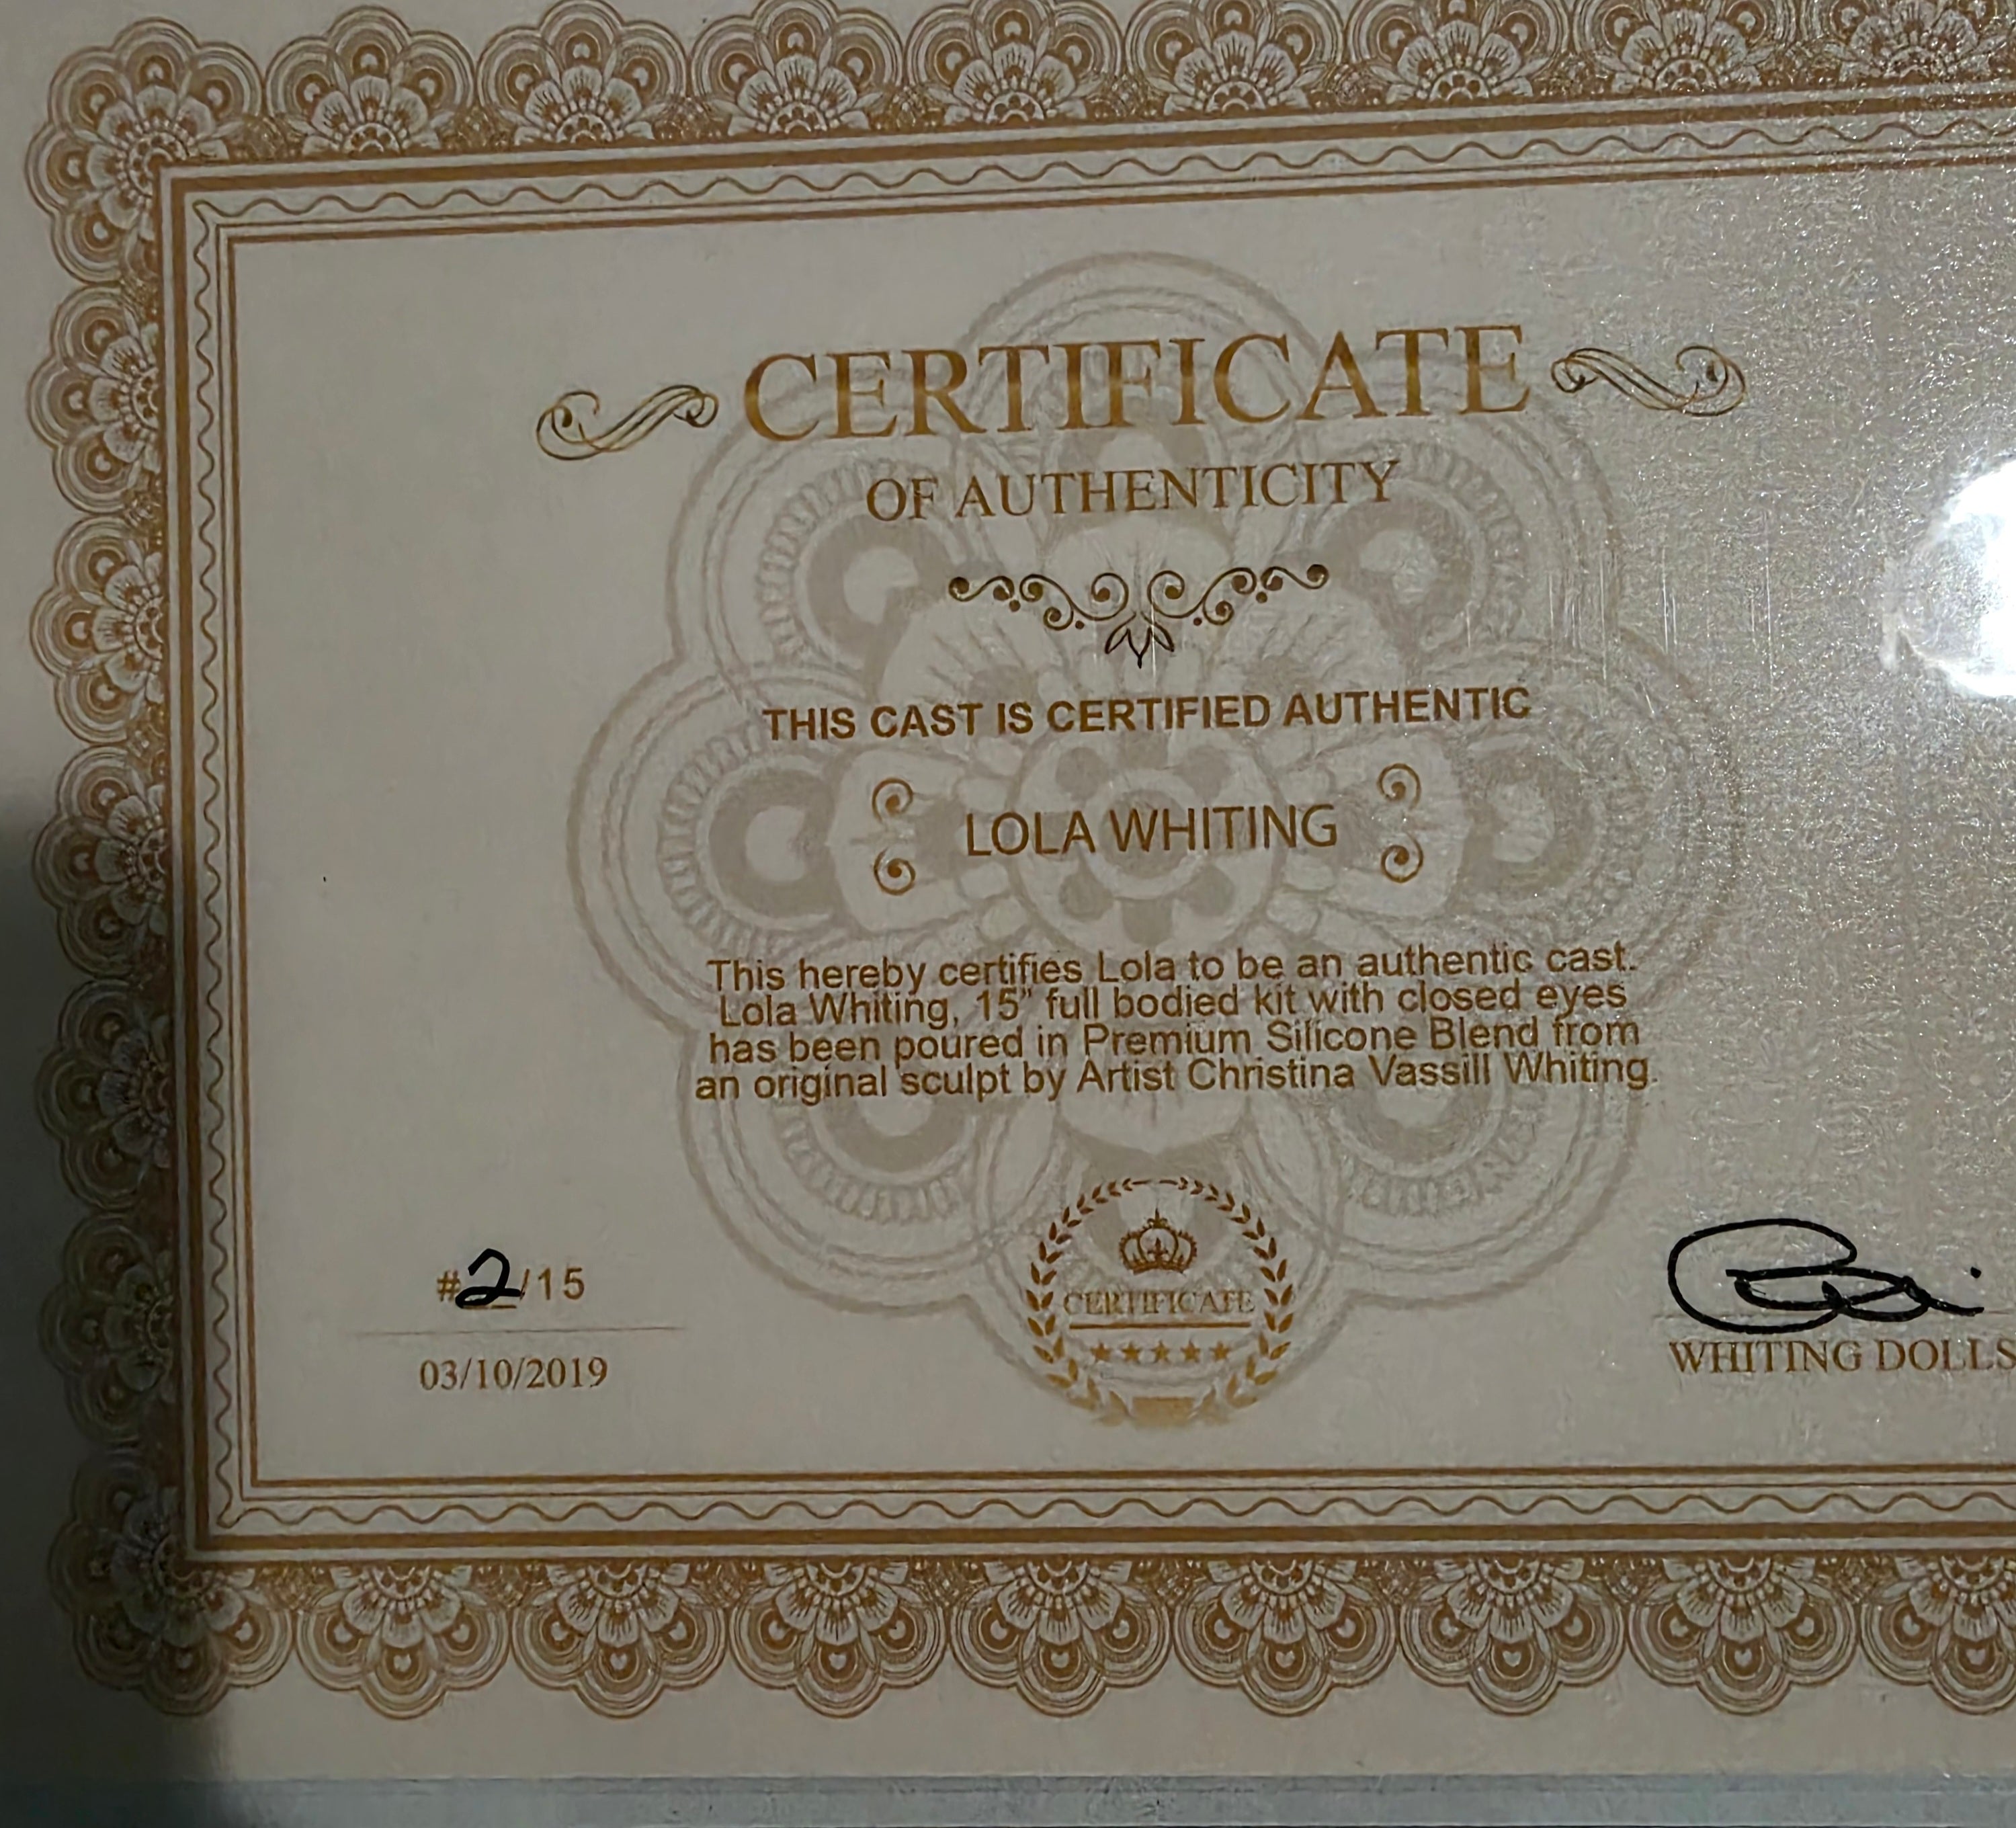 CERTIFICATE
OF AUTHENTICITY
THIS CAST IS CERTIFIED AUTHENTIC
LOLA WHITING
This hereby certifies Lola to be an authentic cast.
Lola Whiting, 15" full bodied kit with closed eyes
has been poured in Premium Silicone Blend from
an original sculpt by Artist Christina Vassill Whiting.
#2/15
03/10/2019
CERTIFICATE
WHITING DOLLS